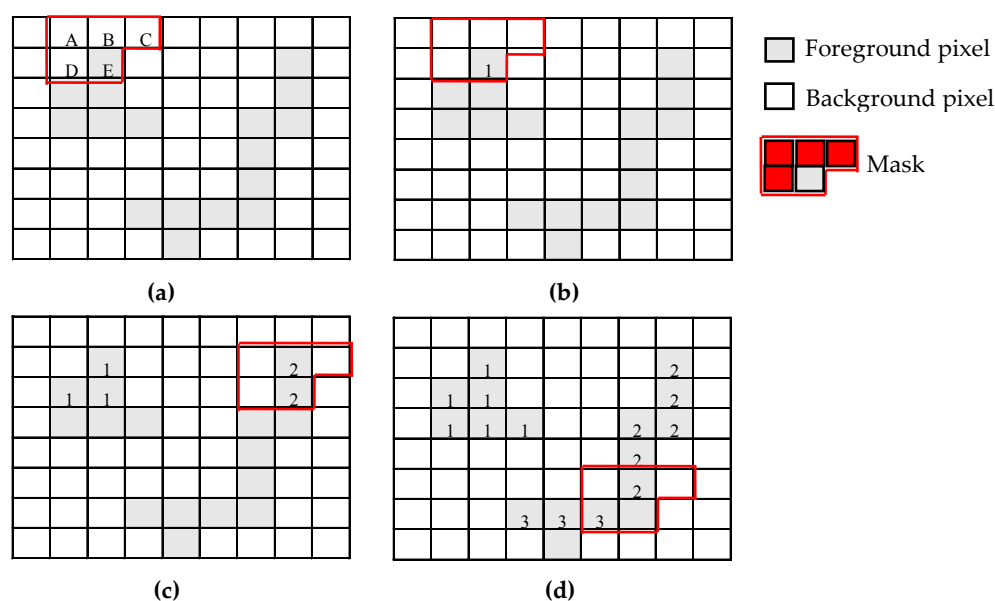 A B C
D E
1
Foreground pixel
Background pixel
Mask
(a)
(b)
1
1 1
2
2
1
1 1
1 1 1
2
2
2 2
2
2
3 3 3
(c)
(d)